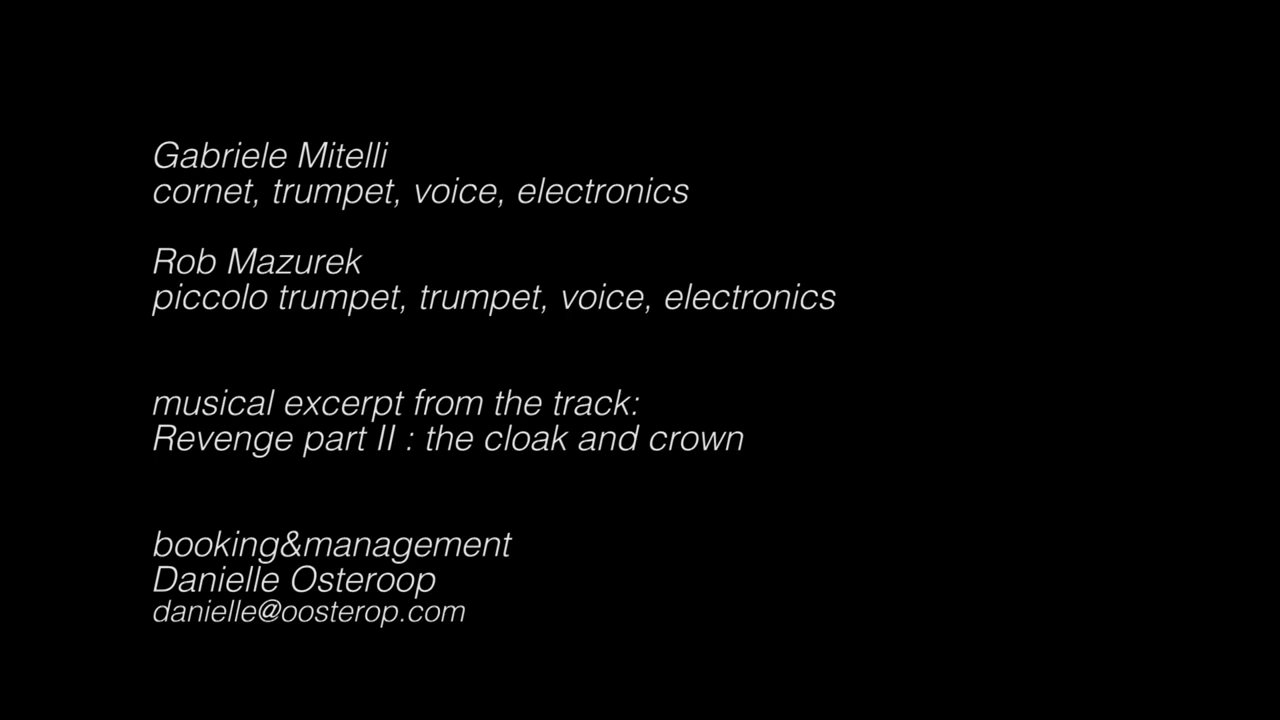 Gabriele Mitelli
cornet, trumpet, voice, electronics
Rob Mazurek
piccolo trumpet, trumpet, voice, electronics
musical excerpt from the track:
Revenge part II : the cloak and crown
booking&management
Danielle Osteroop
danielle@oosterop.com